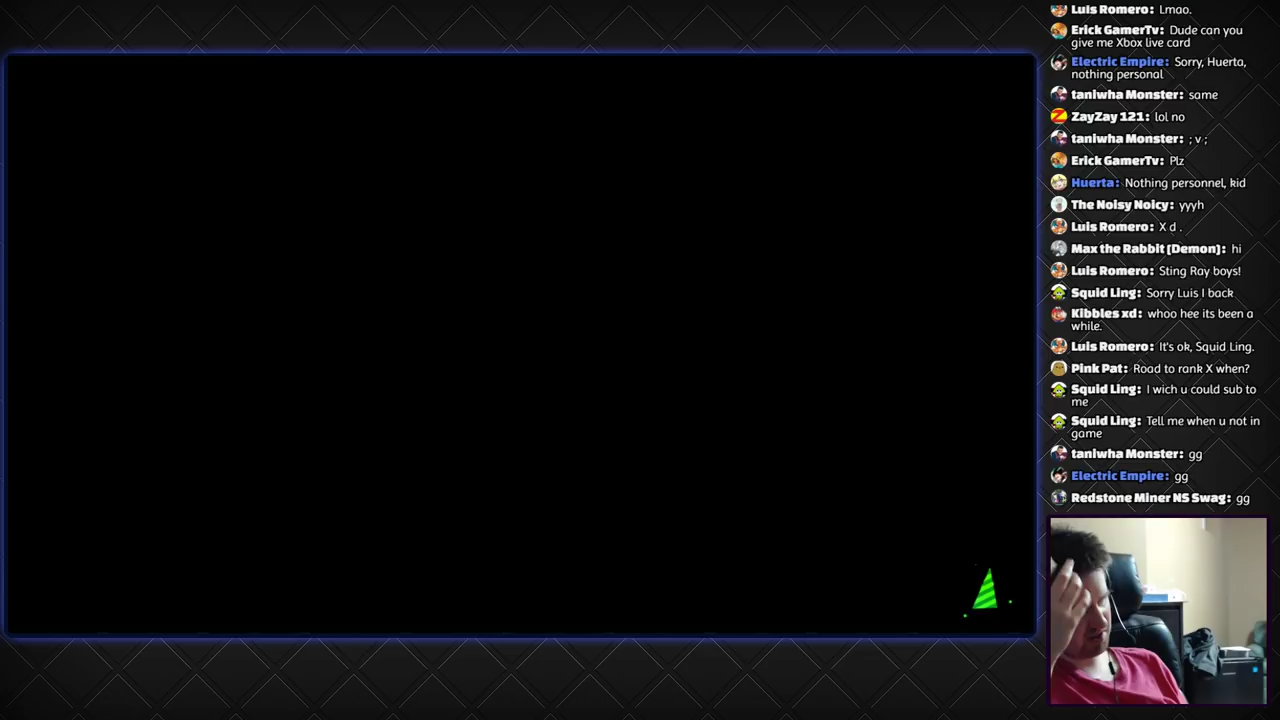 Luis Romero: Lmao.
Erick GamerTv: Dude can you
give me Xbox live card
Electric Empire: Sorry, Huerta,
nothing personal
taniwha Monster: same
ZayZay 121: lol no
taniwha Monster: ; v ;
Erick GamerTv: Plz
Huerta: Nothing personnel, kid
The Noisy Noicy: yyyh
Luis Romero: X d .
Max the Rabbit [Demon]: hi
Luis Romero: Sting Ray boys!
Squid Ling: Sorry Luis I back
Kibbles xd: whoo hee its been a
while.
Luis Romero: It's ok, Squid Ling.
Pink Pat: Road to rank X when?
Squid Ling: I wich u could sub to
me
Squid Ling: Tell me when u not in
game
taniwha Monster: gg
Electric Empire: gg
Redstone Miner NS Swag: gg